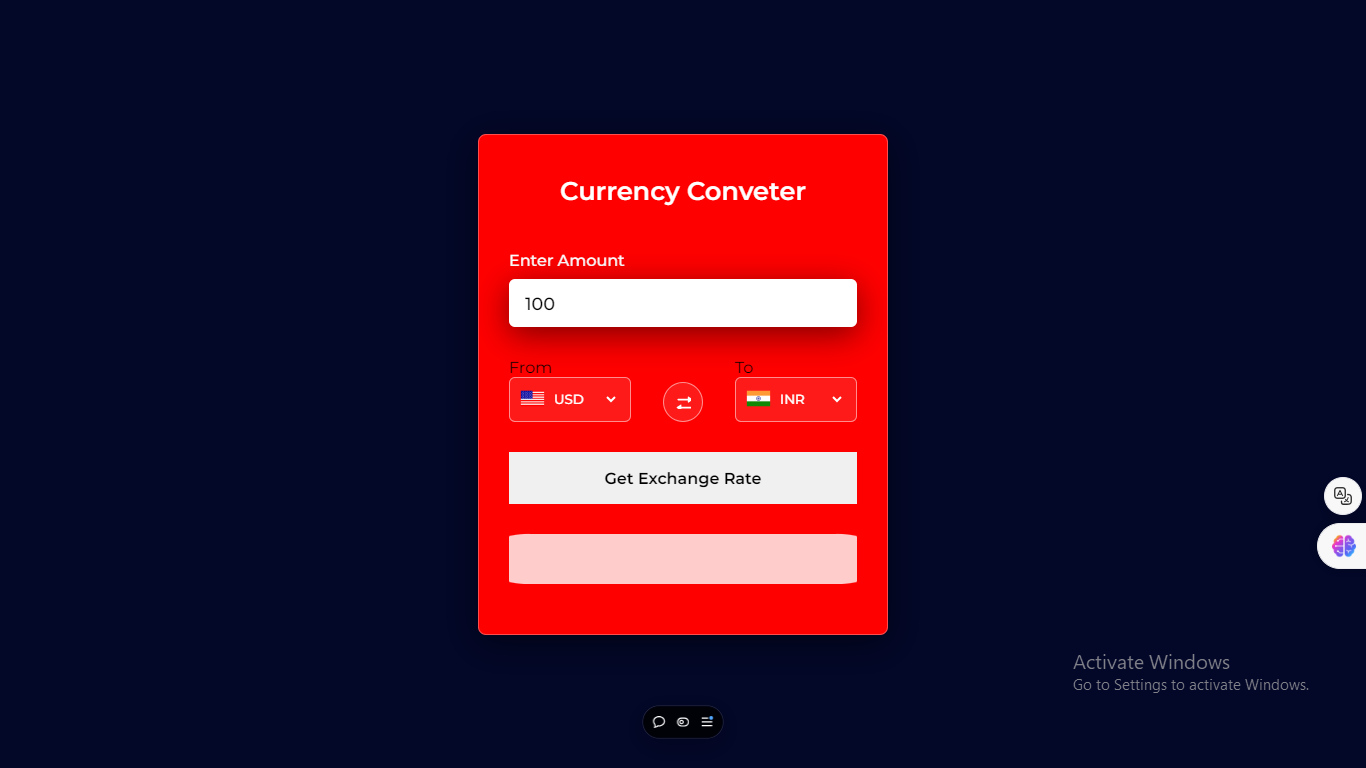 Currency Conveter
Enter Amount
100
From
To
USD
INR
Get Exchange Rate
Activate Windows
Go to Settings to activate Windows.